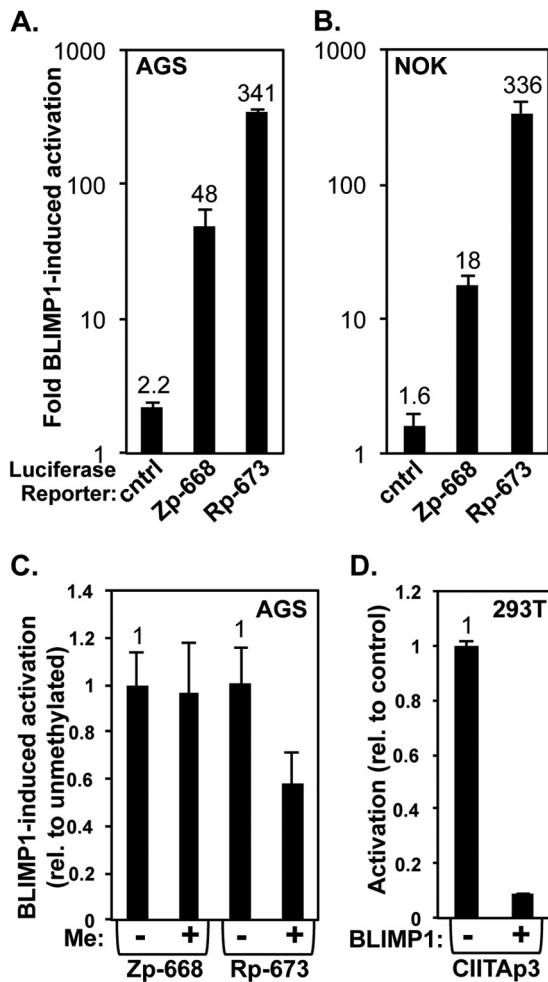 A.
B.
Fold BLIMP1-induced activation
1000
100
10
1
AGS
2.2
48
341
1000
100
10
1
NOK
1.6
18
336
Luciferase
Reporter:
cntrl
Zp-668
Rp-673
cntrl
Zp-668
Rp-673
C.
D.
BLIMP1-induced activation
(rel. to unmethylated)
1.4
1.2
1
0.8
0.6
0.4
0.2
0
AGS
1
1
Me:
-
+
-
+
Zp-668
Rp-673
Activation (rel. to control)
1.2
1
0.8
0.6
0.4
0.2
0
293T
1
BLIMP1:
-
+
CIITAp3